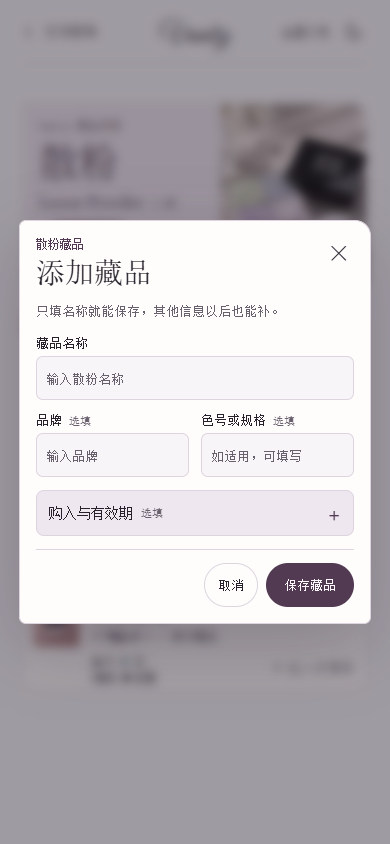 散粉
散粉藏品
添加藏品
只填名称就能保存，其他信息以后也能补。
藏品名称
输入散粉名称
品牌 选填
色号或规格 选填
输入品牌
如适用，可填写
购入与有效期 选填
+
取消
保存藏品